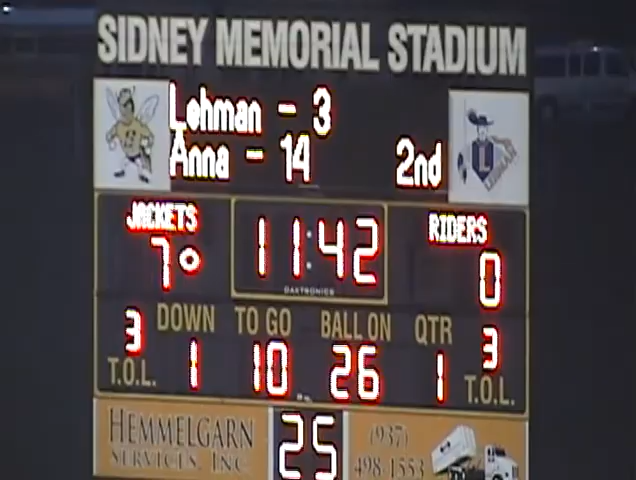 SIDNEY MEMORIAL STADIUM
Lehman - 3
Anna - 14 2nd
JACKETS 11:42 RIDERS
7 0
DAKTRONICS
DOWN TO GO BALL ON QTR
3 1 10 26 1 3
T.O.L. T.O.L.
HEMMELGARN 25 (937)
SERVICES, INC. 498-1553